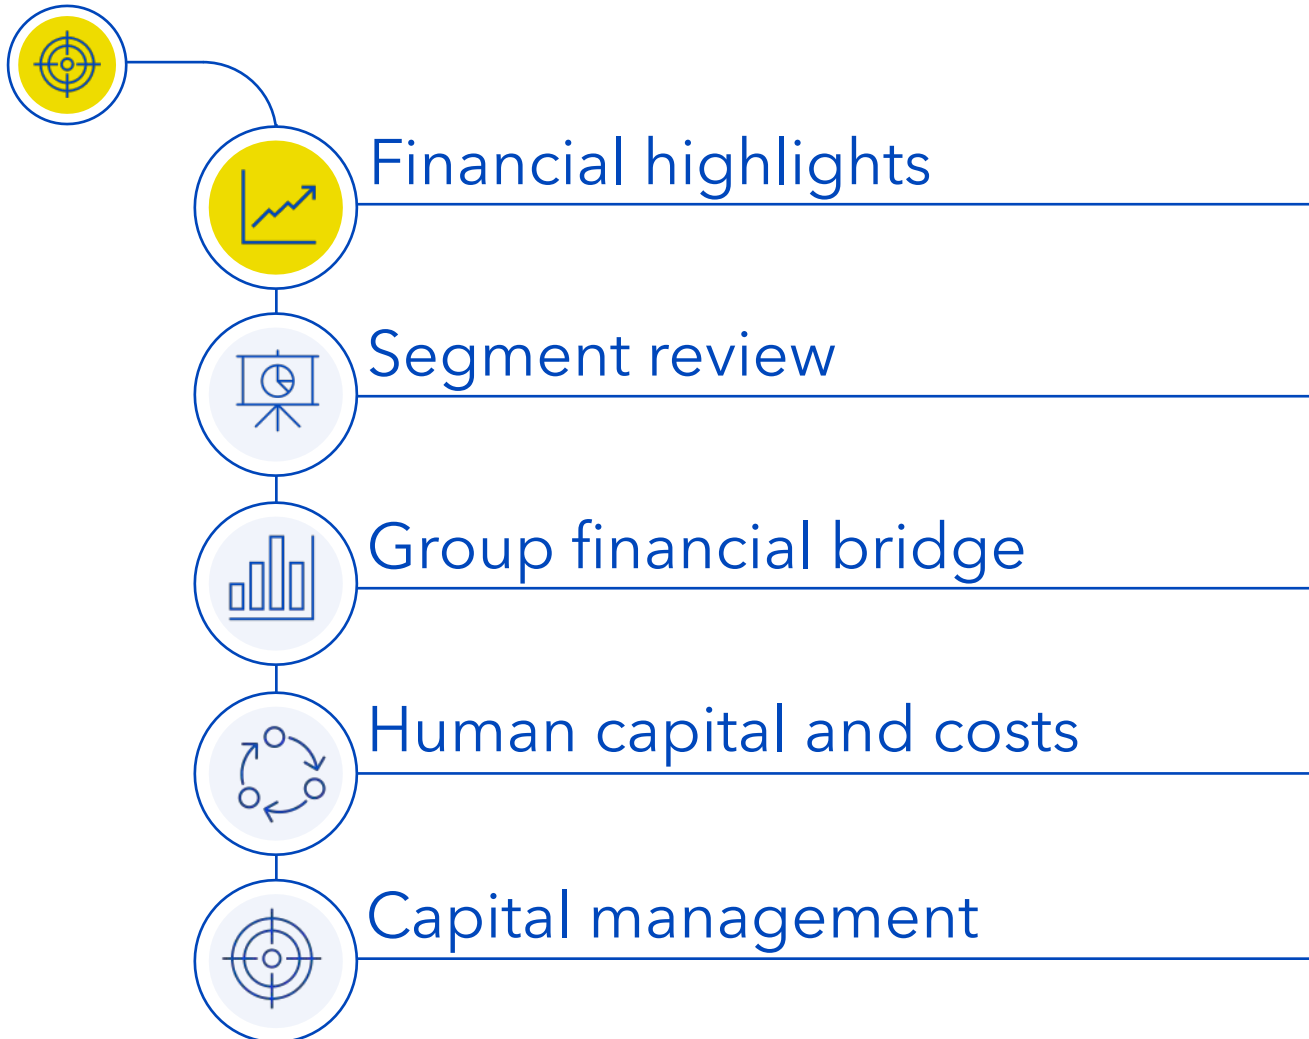 Financial highlights
Segment review
Group financial bridge
Human capital and costs
Capital management